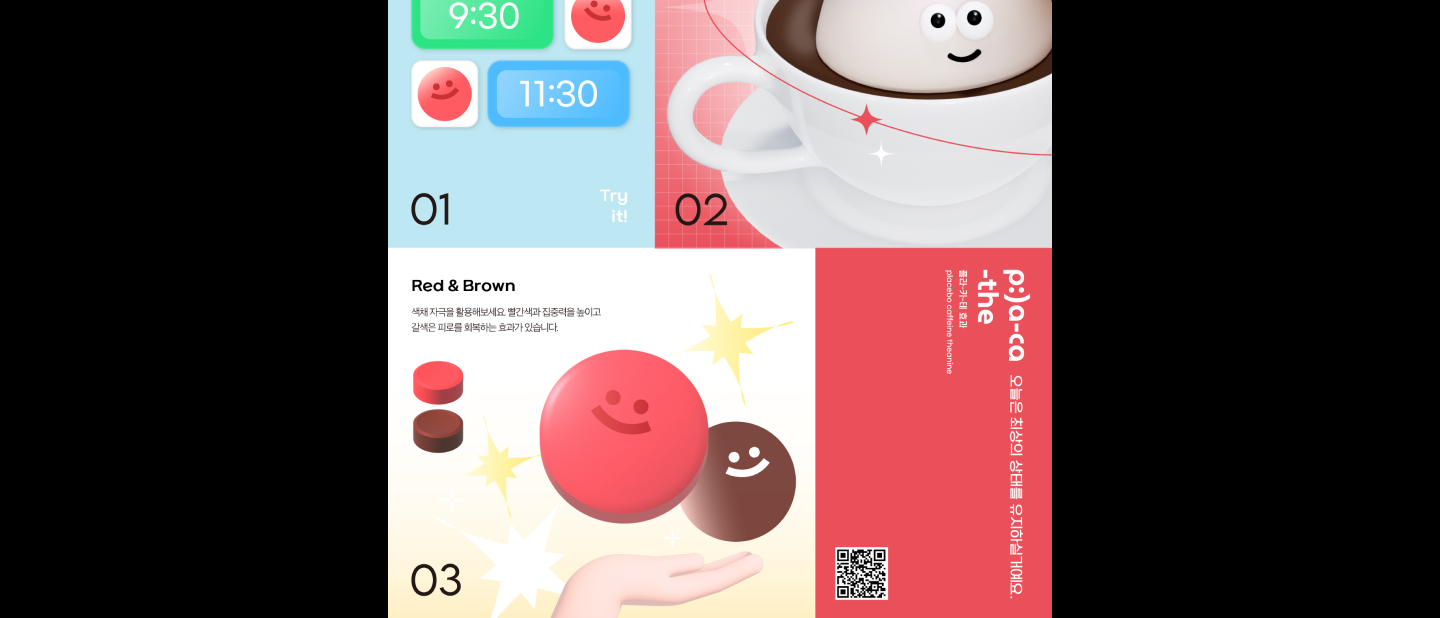 9:30
11:30
01
Try
it!
02
Red & Brown
색채 자극을 활용해보세요. 빨간색과 집중력을 높이고
갈색은 피로를 회복하는 효과가 있습니다.
03
p:)a-ca
-the
플라-카-테 효과
placebo caffeine theanine
오늘은 최상의 상태를 유지하실거예요.